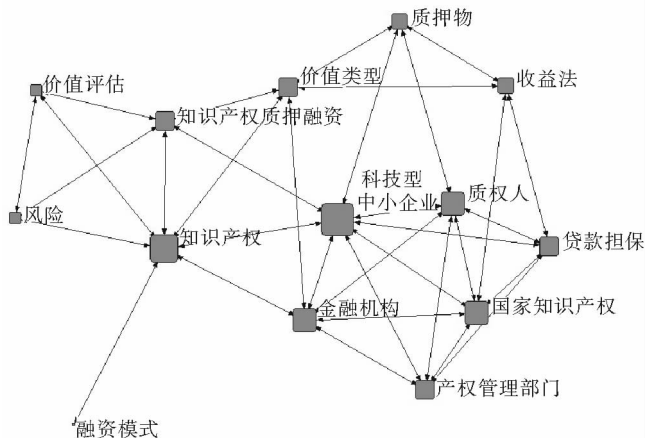 质押物
价值评估
价值类型
收益法
知识产权质押融资
科技型
中小企业
质权人
风险
知识产权
贷款担保
金融机构
国家知识产权
产权管理部门
融资模式